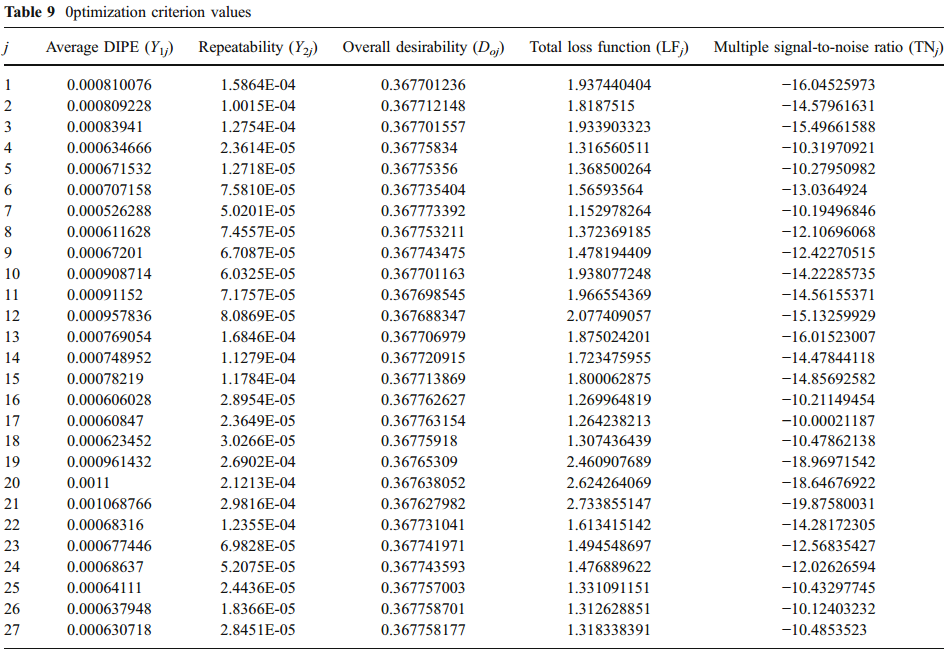 Table 9 0ptimization criterion values
j Average DIPE (Y1j) Repeatability (Y2j) Overall desirability (Doj) Total loss function (LFj) Multiple signal-to-noise ratio (TNj)
1 0.000810076 1.5864E-04 0.367701236 1.937440404 −16.04525973
2 0.000809228 1.0015E-04 0.367712148 1.8187515 −14.57961631
3 0.00083941 1.2754E-04 0.367701557 1.933903323 −15.49661588
4 0.000634666 2.3614E-05 0.36775834 1.316560511 −10.31970921
5 0.000671532 1.2718E-05 0.36775356 1.368500264 −10.27950982
6 0.000707158 7.5810E-05 0.367735404 1.56593564 −13.0364924
7 0.000526288 5.0201E-05 0.367773392 1.152978264 −10.19496846
8 0.000611628 7.4557E-05 0.367753211 1.372369185 −12.10696068
9 0.00067201 6.7087E-05 0.367743475 1.478194409 −12.42270515
10 0.000908714 6.0325E-05 0.367701163 1.938077248 −14.22285735
11 0.00091152 7.1757E-05 0.367698545 1.966554369 −14.56155371
12 0.000957836 8.0869E-05 0.367688347 2.077409057 −15.13259929
13 0.000769054 1.6846E-04 0.367706979 1.875024201 −16.01523007
14 0.000748952 1.1279E-04 0.367720915 1.723475955 −14.47844118
15 0.00078219 1.1784E-04 0.367713869 1.800062875 −14.85692582
16 0.000606028 2.8954E-05 0.367762627 1.269964819 −10.21149454
17 0.00060847 2.3649E-05 0.367763154 1.264238213 −10.00021187
18 0.000623452 3.0266E-05 0.36775918 1.307436439 −10.47862138
19 0.000961432 2.6902E-04 0.36765309 2.460907689 −18.96971542
20 0.0011 2.1213E-04 0.367638052 2.624264069 −18.64676922
21 0.001068766 2.9816E-04 0.367627982 2.733855147 −19.87580031
22 0.00068316 1.2355E-04 0.367731041 1.613415142 −14.28172305
23 0.000677446 6.9828E-05 0.367741971 1.494548697 −12.56835427
24 0.00068637 5.2075E-05 0.367743593 1.476889622 −12.02626594
25 0.00064111 2.4436E-05 0.367757003 1.331091151 −10.43297745
26 0.000637948 1.8366E-05 0.367758701 1.312628851 −10.12403232
27 0.000630718 2.8451E-05 0.367758177 1.318338391 −10.4853523